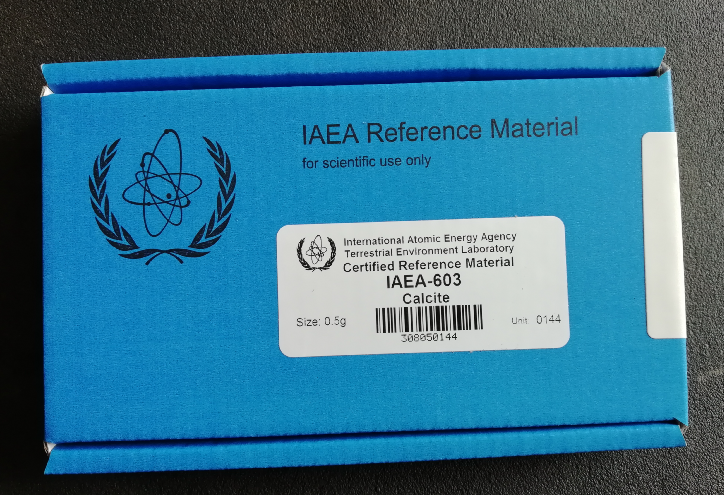 IAEA Reference Material
for scientific use only
International Atomic Energy Agency
Terrestrial Environment Laboratory
Certified Reference Material
IAEA-603
Calcite
Size: 0.5g
Unit 0144
308050144